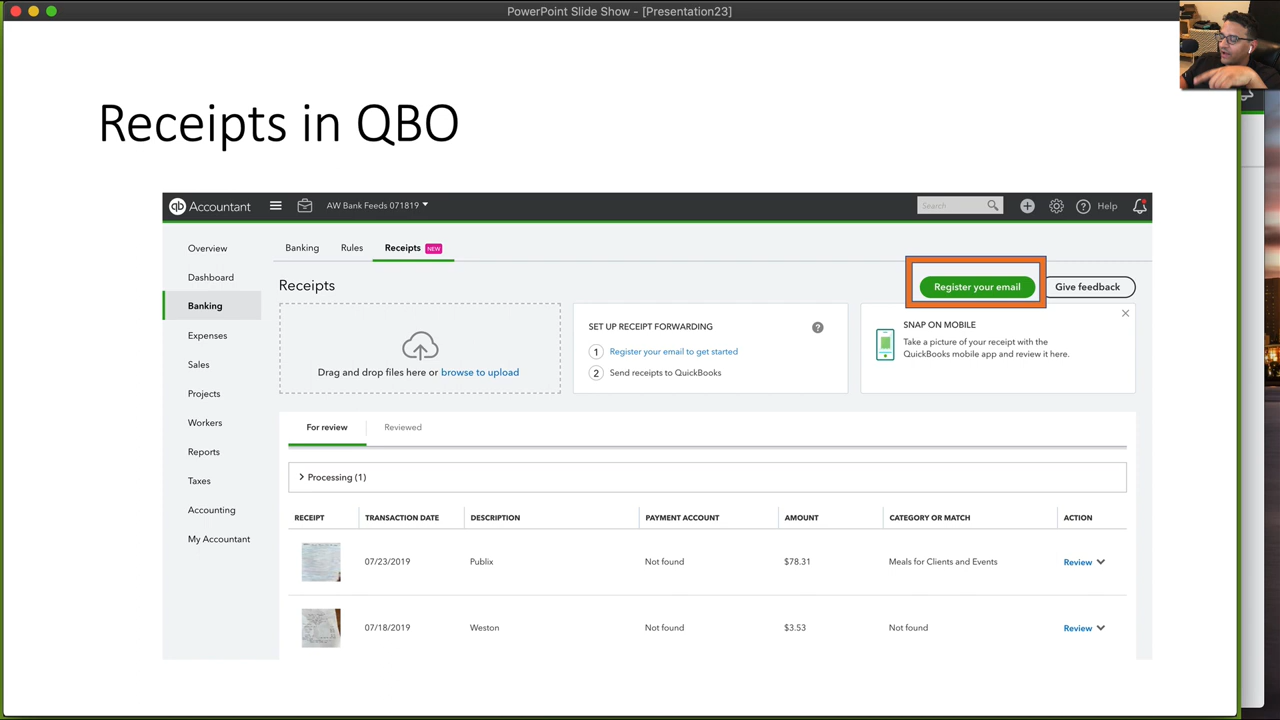 PowerPoint Slide Show - [Presentation23]
Receipts in QBO
qb Accountant
AW Bank Feeds 071819
Search
Help
Overview
Dashboard
Banking
Expenses
Sales
Projects
Workers
Reports
Taxes
Accounting
My Accountant
Banking
Rules
Receipts NEW
Receipts
Register your email
Give feedback
Drag and drop files here or browse to upload
SET UP RECEIPT FORWARDING
?
1 Register your email to get started
2 Send receipts to QuickBooks
SNAP ON MOBILE
Take a picture of your receipt with the
QuickBooks mobile app and review it here.
For review
Reviewed
Processing (1)
RECEIPT TRANSACTION DATE DESCRIPTION PAYMENT ACCOUNT AMOUNT CATEGORY OR MATCH ACTION
07/23/2019 Publix Not found $78.31 Meals for Clients and Events Review
07/18/2019 Weston Not found $3.53 Not found Review